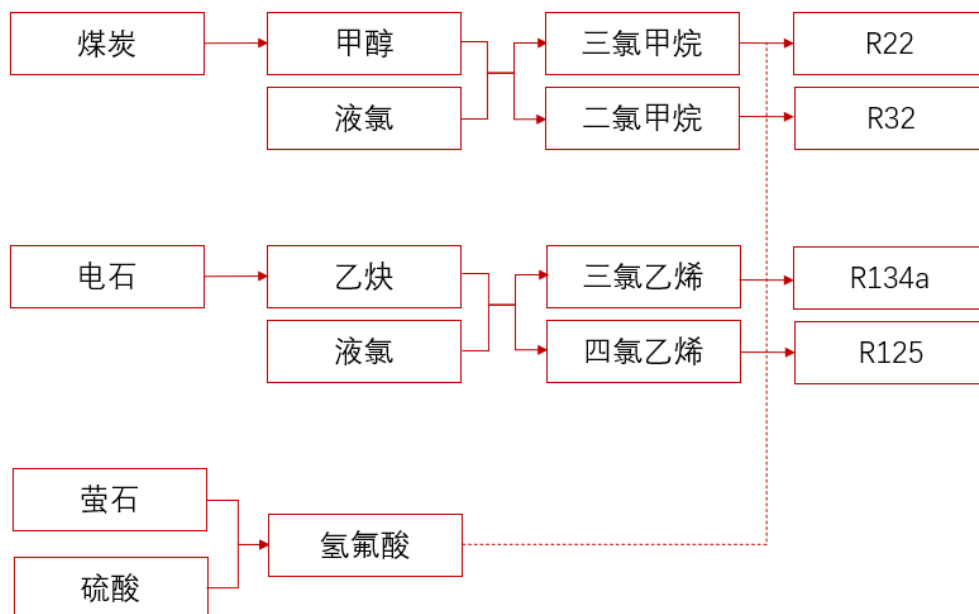 煤炭
甲醇
三氯甲烷
R22
液氯
二氯甲烷
R32
电石
乙炔
三氯乙烯
R134a
液氯
四氯乙烯
R125
萤石
氢氟酸
硫酸